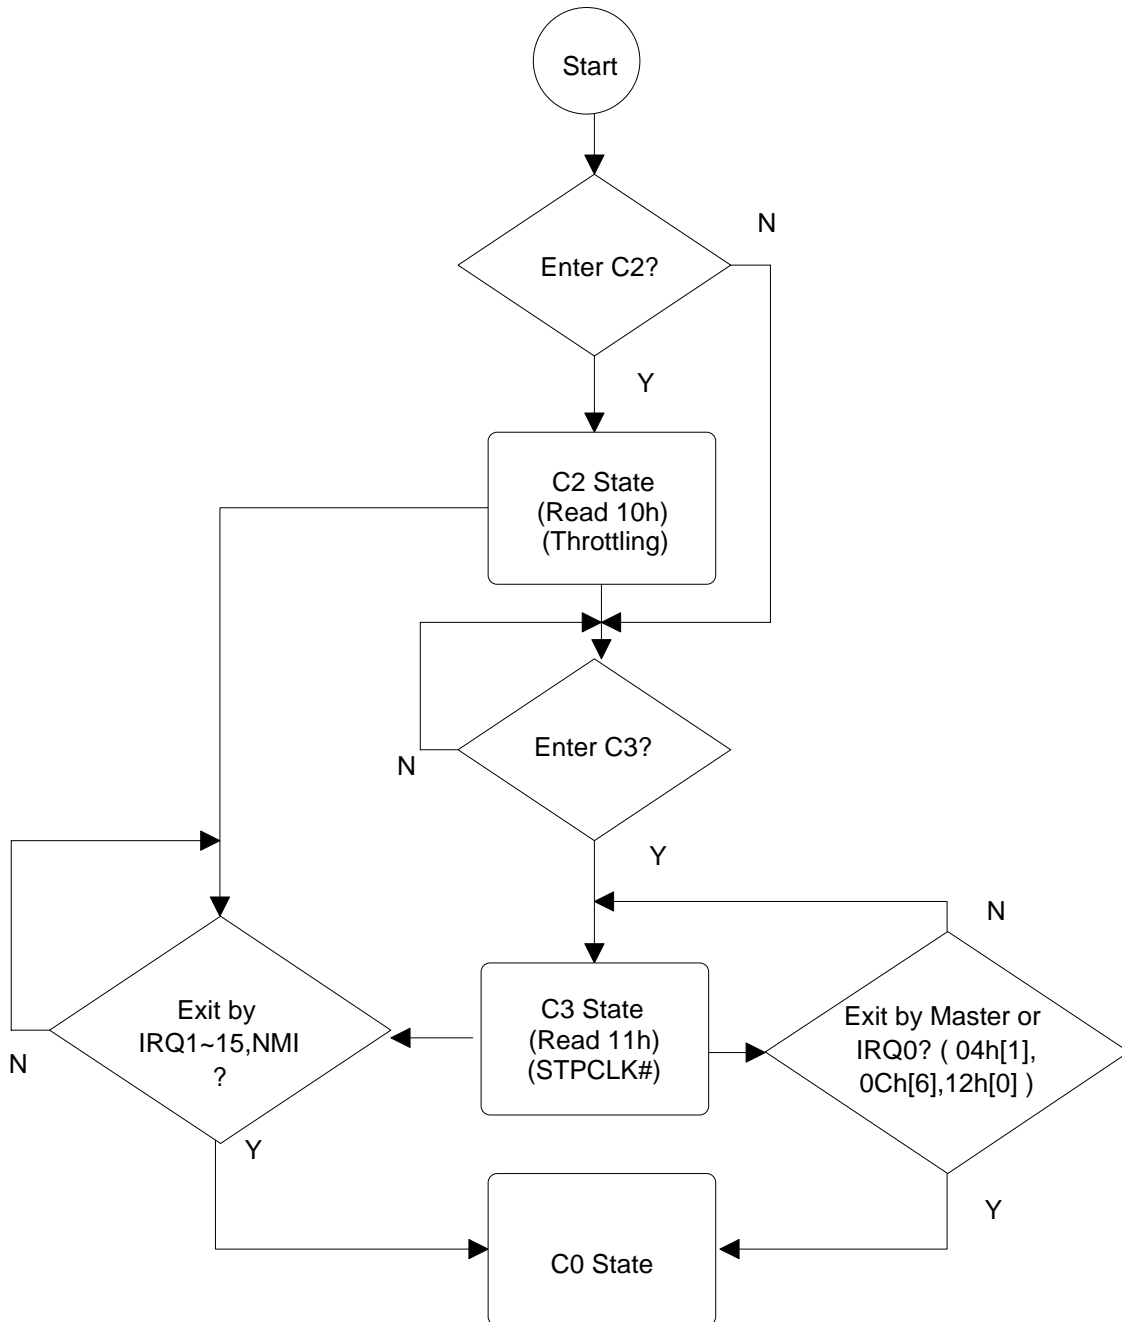 Start
N
Enter C2?
Y
C2 State
(Read 10h)
(Throttling)
Enter C3?
N
Y
N
Exit by
IRQ1~15,NMI
?
N
Y
C3 State
(Read 11h)
(STPCLK#)
Exit by Master or
IRQ0? ( 04h[1],
0Ch[6],12h[0] )
Y
C0 State